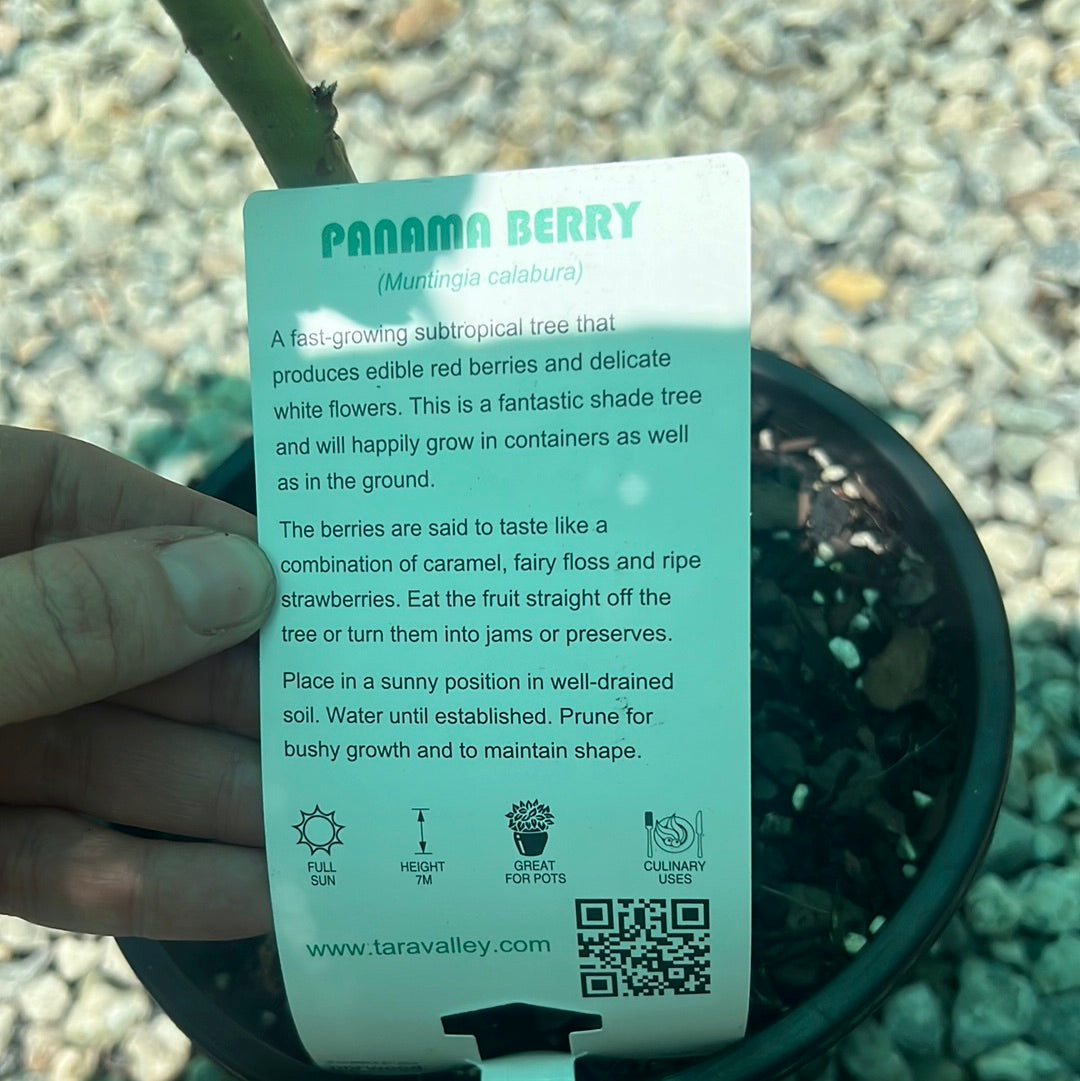 PANAMA BERRY
(Muntingia calabura)
A fast-growing subtropical tree that
produces edible red berries and delicate
white flowers. This is a fantastic shade tree
and will happily grow in containers as well
as in the ground.
The berries are said to taste like a
combination of caramel, fairy floss and ripe
strawberries. Eat the fruit straight off the
tree or turn them into jams or preserves.
Place in a sunny position in well-drained
soil. Water until established. Prune for
bushy growth and to maintain shape.
FULL
SUN
HEIGHT
7M
GREAT
FOR POTS
CULINARY
USES
www.taravalley.com